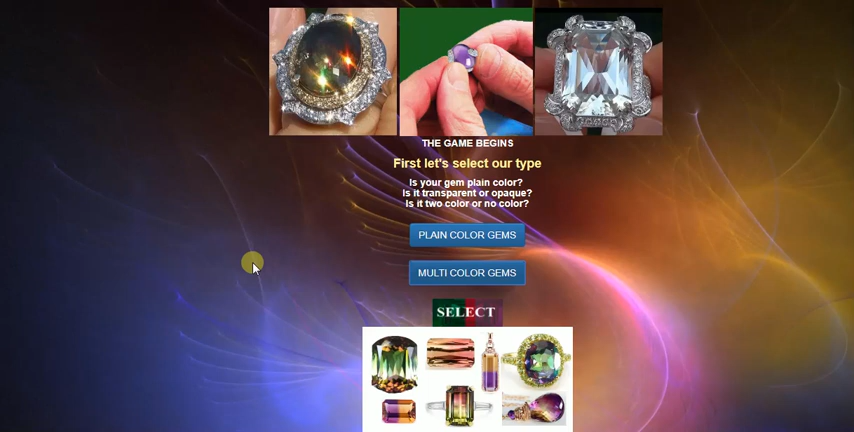 THE GAME BEGINS
First let's select our type
Is your gem plain color?
Is it transparent or opaque?
Is it two color or no color?
PLAIN COLOR GEMS
MULTI COLOR GEMS
SELECT